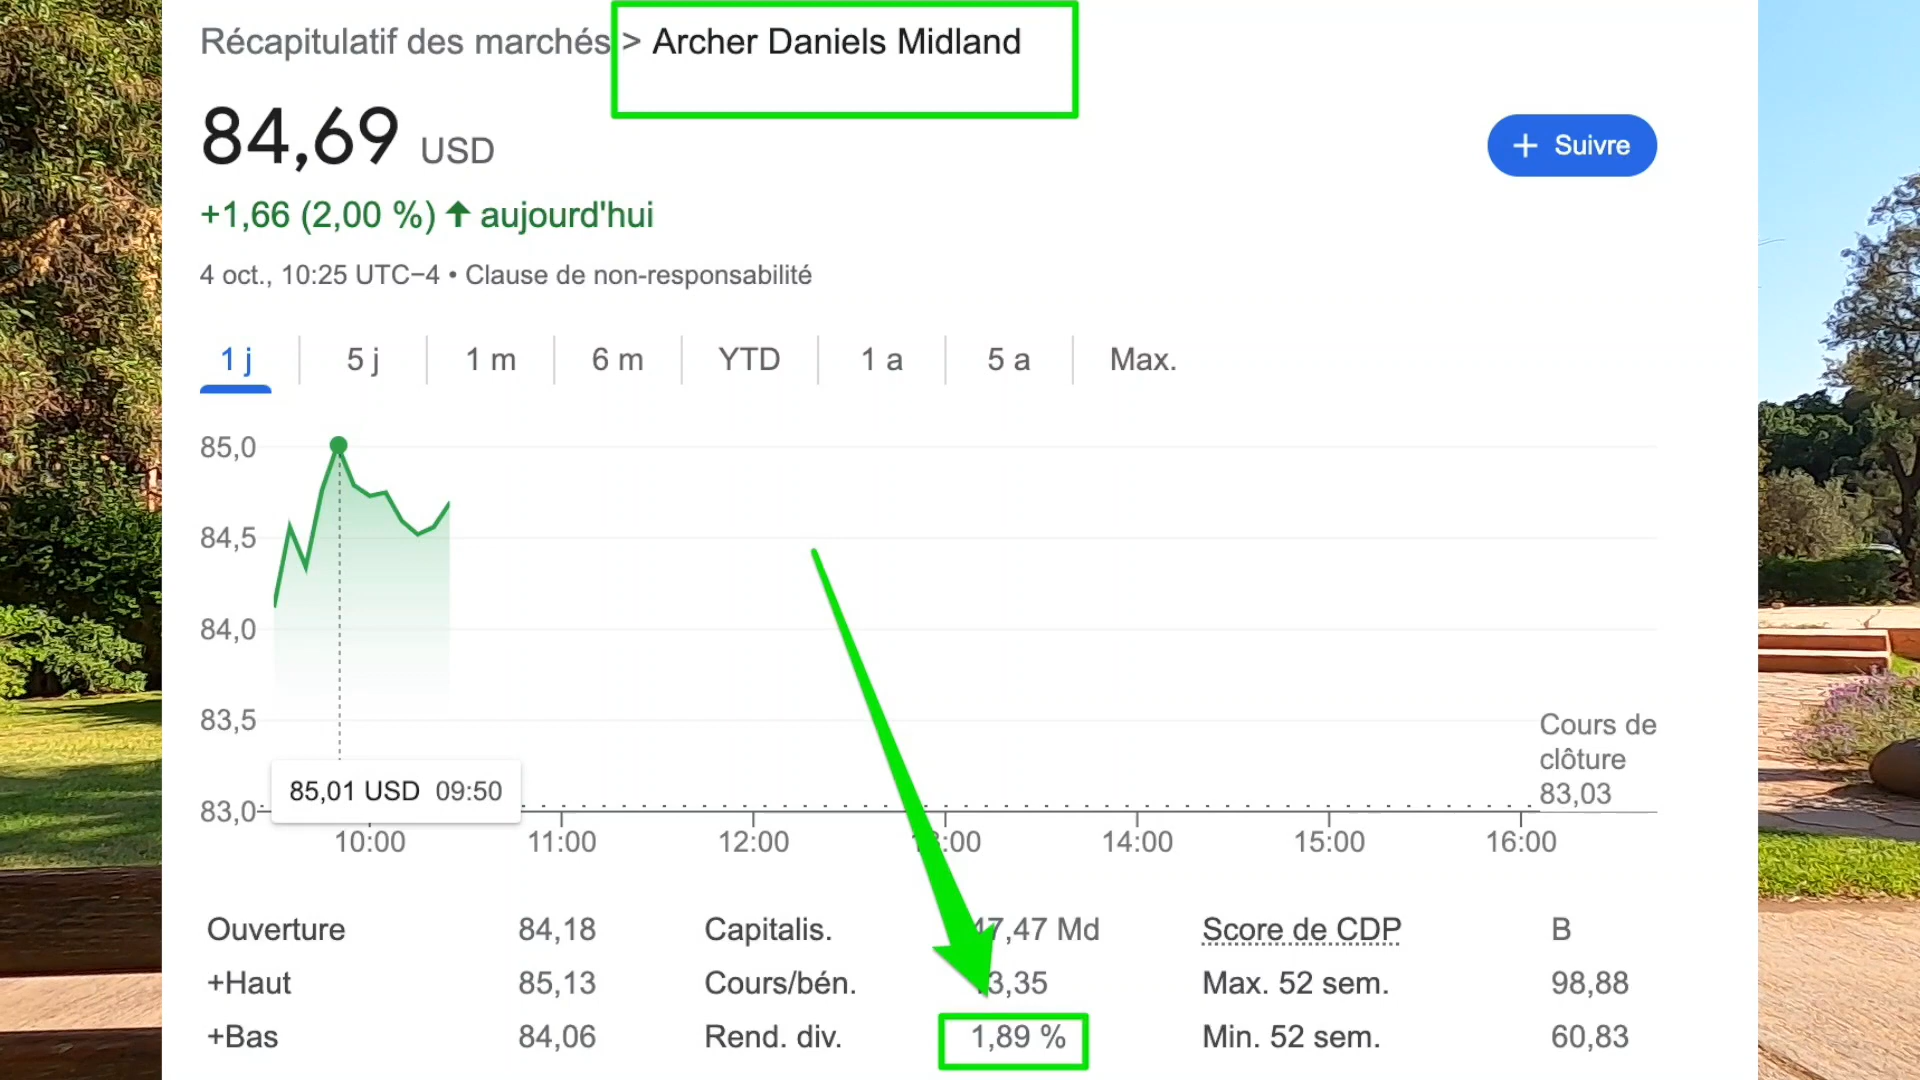 Récapitulatif des marchés > Archer Daniels Midland
84,69 USD
+ Suivre
+1,66 (2,00 %) ↑ aujourd'hui
4 oct., 10:25 UTC−4 • Clause de non-responsabilité
1 j 5 j 1 m 6 m YTD 1 a 5 a Max.
85,0
84,5
84,0
83,5
83,0
Cours de
clôture
83,03
85,01 USD 09:50
10:00 11:00 12:00 14:00 15:00 16:00
Ouverture 84,18 Capitalis. 47,47 Md Score de CDP B
+Haut 85,13 Cours/bén. Max. 52 sem. 98,88
+Bas 84,06 Rend. div. 1,89 % Min. 52 sem. 60,83